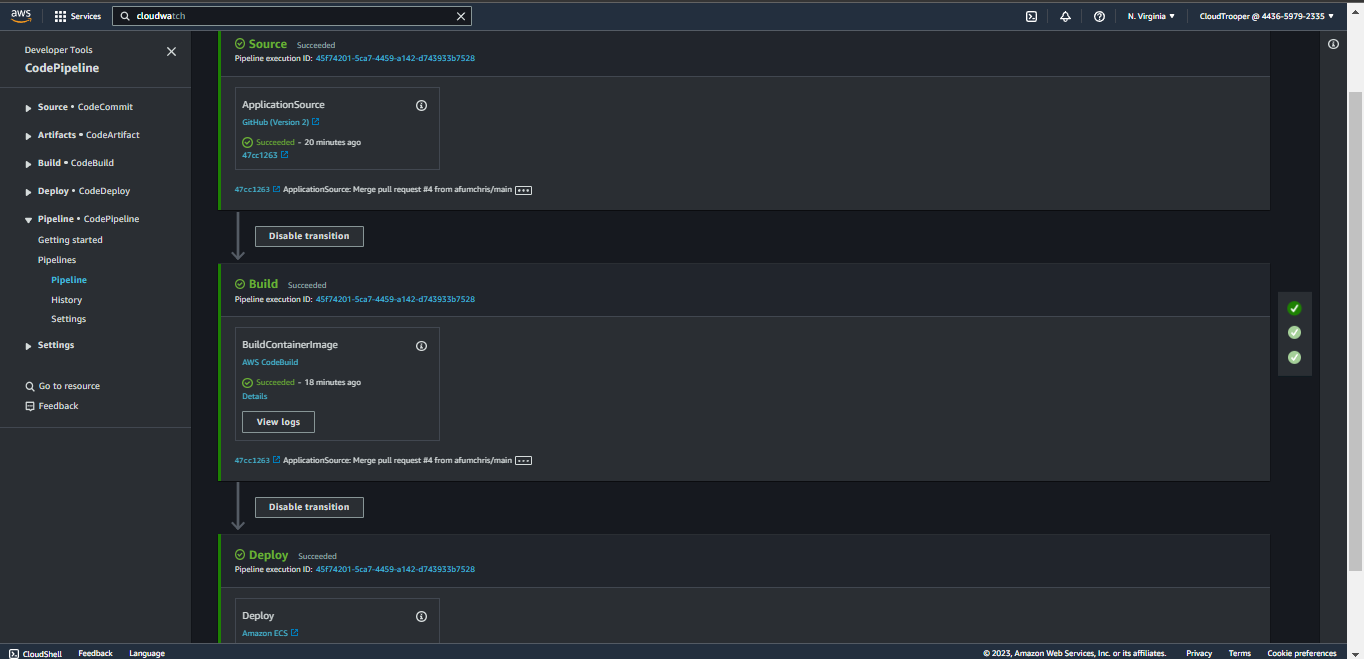 aws Services cloudwatch N. Virginia CloudTrooper @ 4436-5979-2335
Developer Tools
CodePipeline
Source • CodeCommit
Artifacts • CodeArtifact
Build • CodeBuild
Deploy • CodeDeploy
Pipeline • CodePipeline
Getting started
Pipelines
Pipeline
History
Settings
Settings
Go to resource
Feedback
Source Succeeded
Pipeline execution ID: 45f74201-5ca7-4459-a142-d743933b7528
ApplicationSource
GitHub (Version 2)
Succeeded - 20 minutes ago
47cc1263
47cc1263 ApplicationSource: Merge pull request #4 from afumchris/main
Disable transition
Build Succeeded
Pipeline execution ID: 45f74201-5ca7-4459-a142-d743933b7528
BuildContainerImage
AWS CodeBuild
Succeeded - 18 minutes ago
Details
View logs
47cc1263 ApplicationSource: Merge pull request #4 from afumchris/main
Disable transition
Deploy Succeeded
Pipeline execution ID: 45f74201-5ca7-4459-a142-d743933b7528
Deploy
Amazon ECS
CloudShell Feedback Language © 2023, Amazon Web Services, Inc. or its affiliates. Privacy Terms Cookie preferences